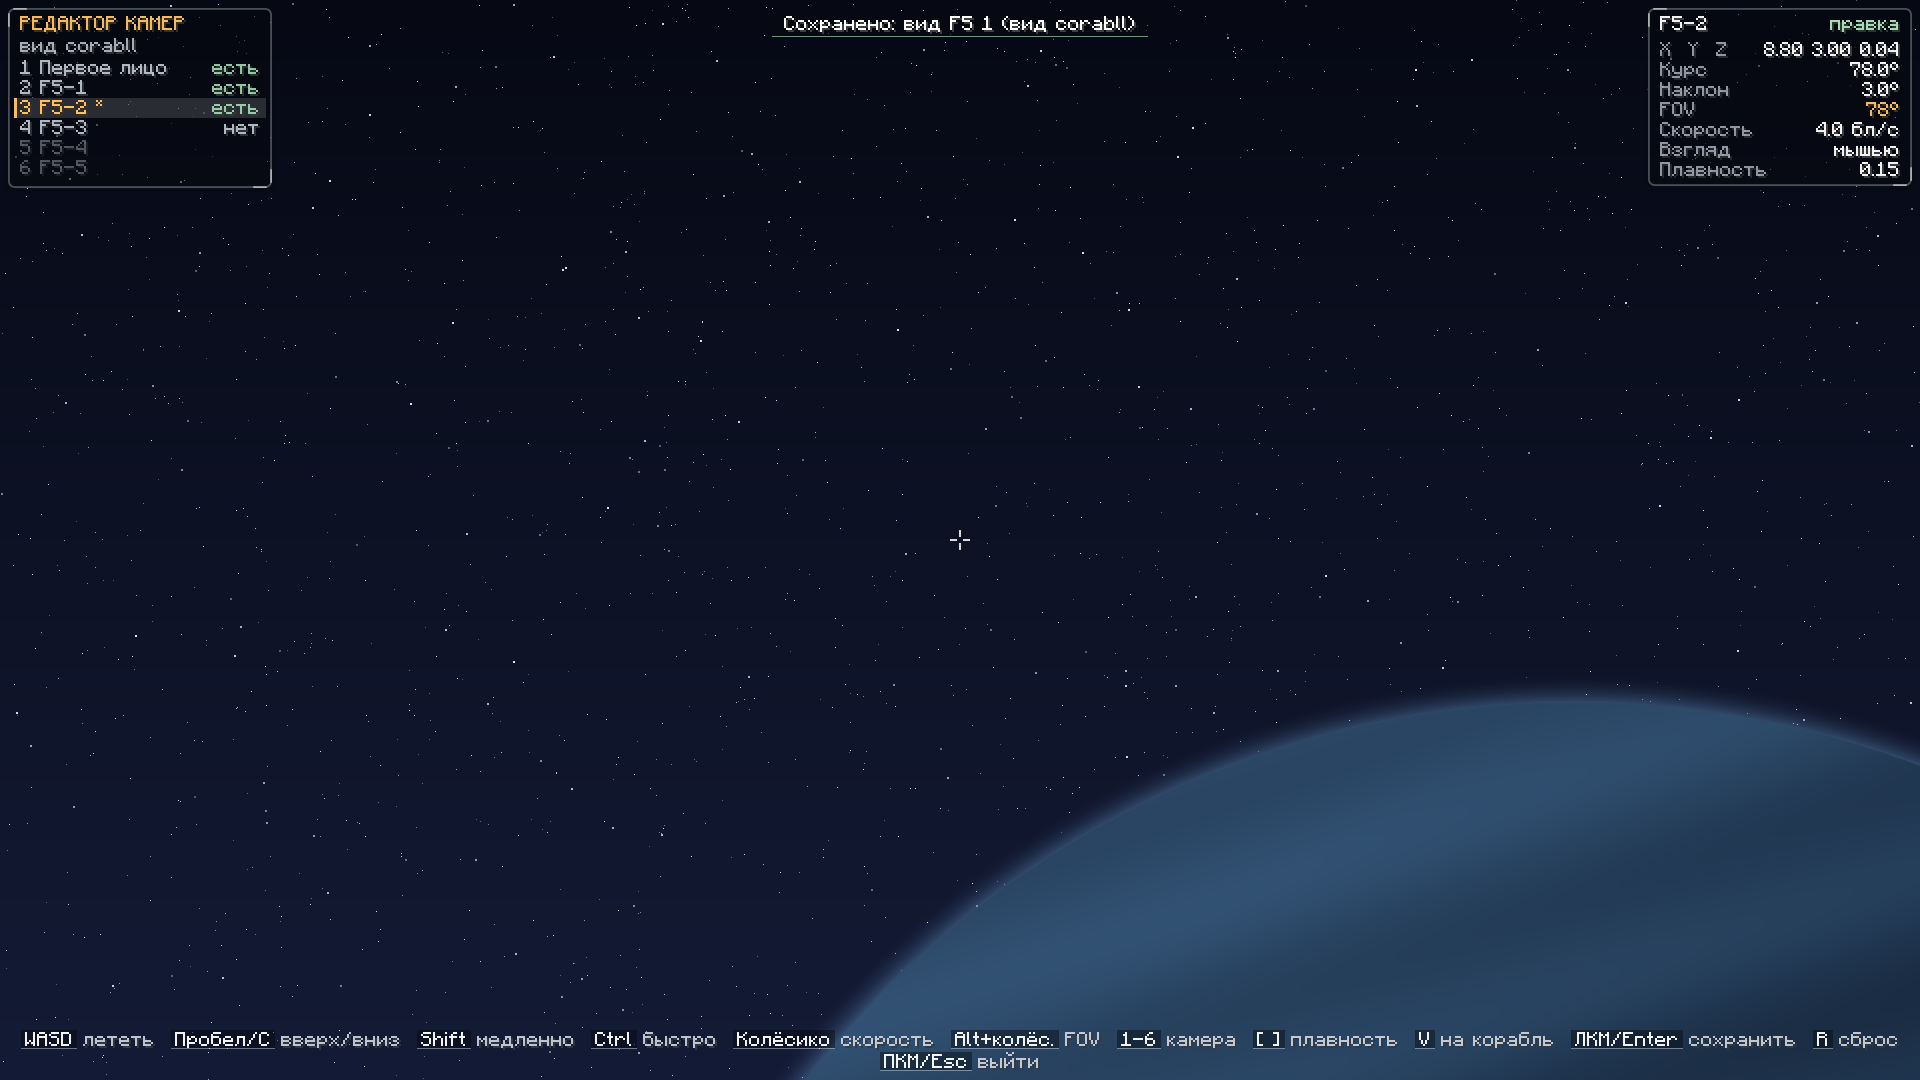 РЕДАКТОР КАМЕР
вид corabll
1 Первое лицо есть
2 F5-1 есть
3 F5-2 * есть
4 F5-3 нет
5 F5-4
6 F5-5
Сохранено: вид F5 1 (вид corabll)
F5-2 правка
X Y Z 8.80 3.00 0.04
Курс 78.0°
Наклон 3.0°
FOV 78°
Скорость 4.0 бл/с
Взгляд мышью
Плавность 0.15
WASD лететь Пробел/C вверх/вниз Shift медленно Ctrl быстро Колёсико скорость Alt+колёс. FOV 1-6 камера [ ] плавность V на корабль ЛКМ/Enter сохранить R сброс
ПКМ/Esc выйти